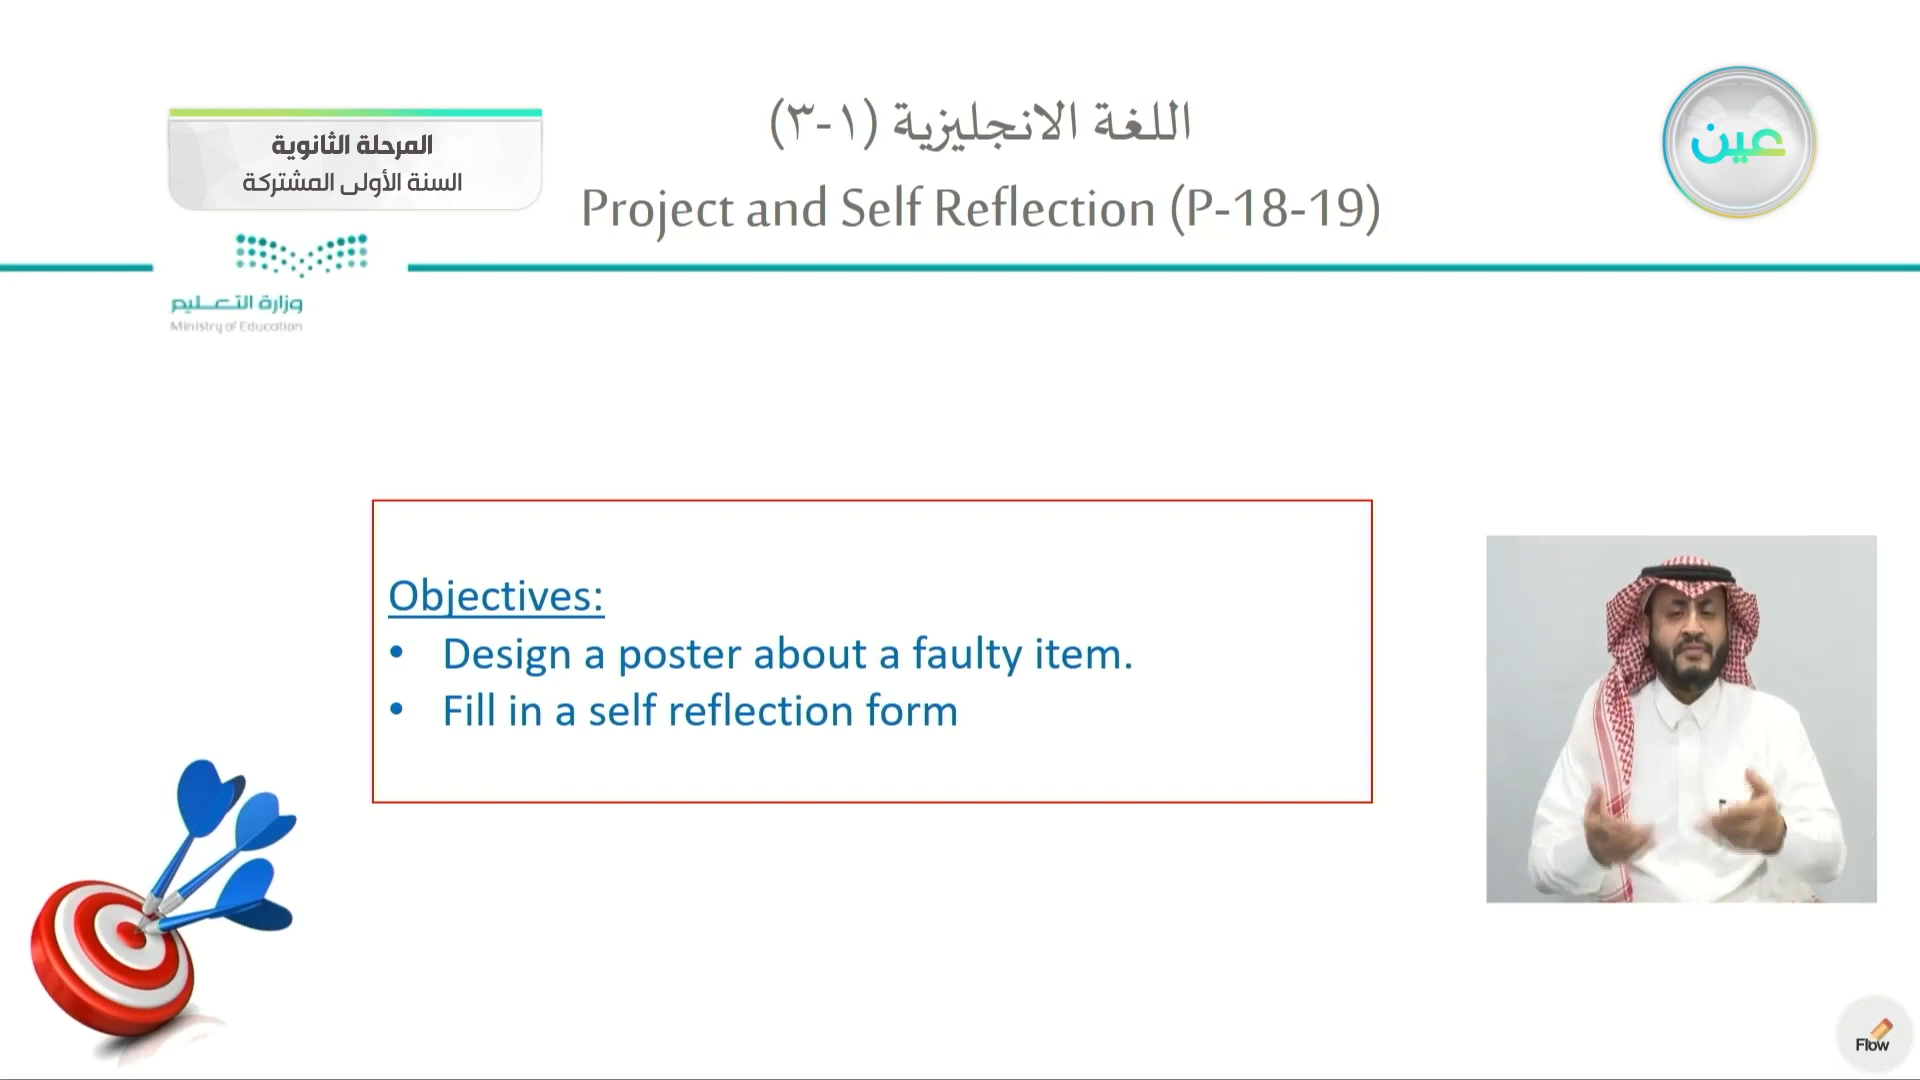 اللغة الانجليزية (١-٣)
Project and Self Reflection (P-18-19)
المرحلة الثانوية
السنة الأولى المشتركة
عين
وزارة التعليم
Ministry of Education
Objectives:
• Design a poster about a faulty item.
• Fill in a self reflection form
Flow